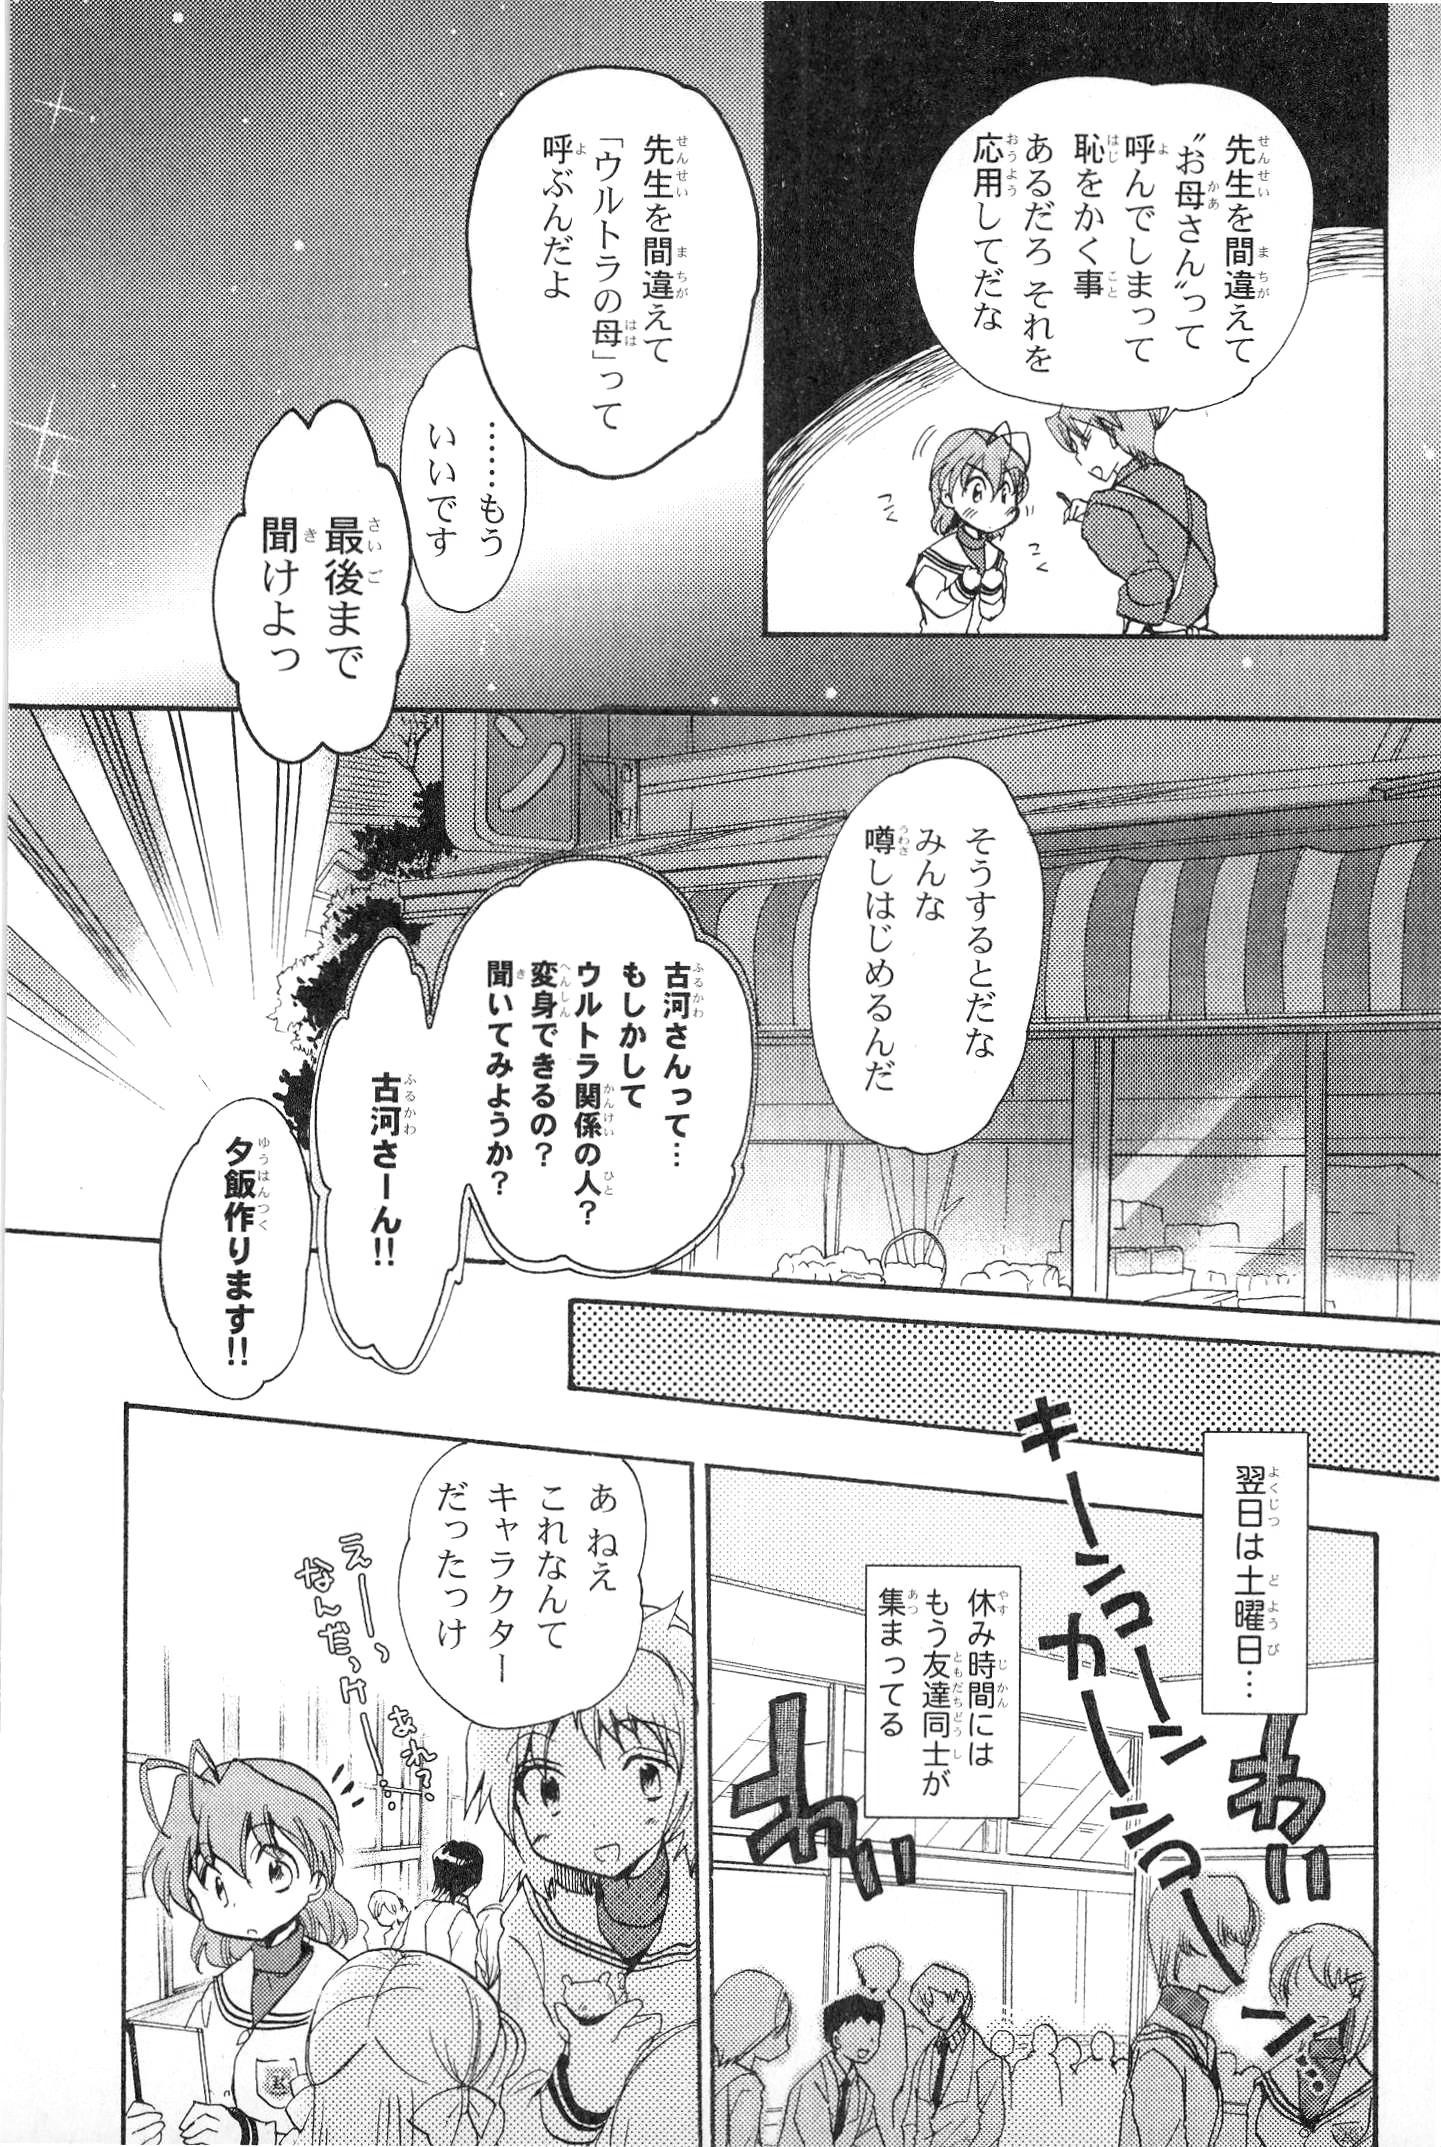 先生を間違えて
〝お母さん〟って
呼んでしまって
恥をかく事
あるだろ それを
応用してだな
先生を間違えて
「ウルトラの母」って
呼ぶんだよ
……もう
いいです
最後まで
聞けよっ
そうするとだな
みんな
噂しはじめるんだ
古河さんって…
もしかして
ウルトラ関係の人?
変身できるの?
聞いてみようか?
古河さーん!!
夕飯作ります!!
翌日は土曜日…
キーンコーン
カーンコーン…
休み時間には
もう友達同士が
集まってる
わいわい
あ ねえ
これなんて
キャラクター
だったっけ
あれ?
えーーっ
なんだっけーー…